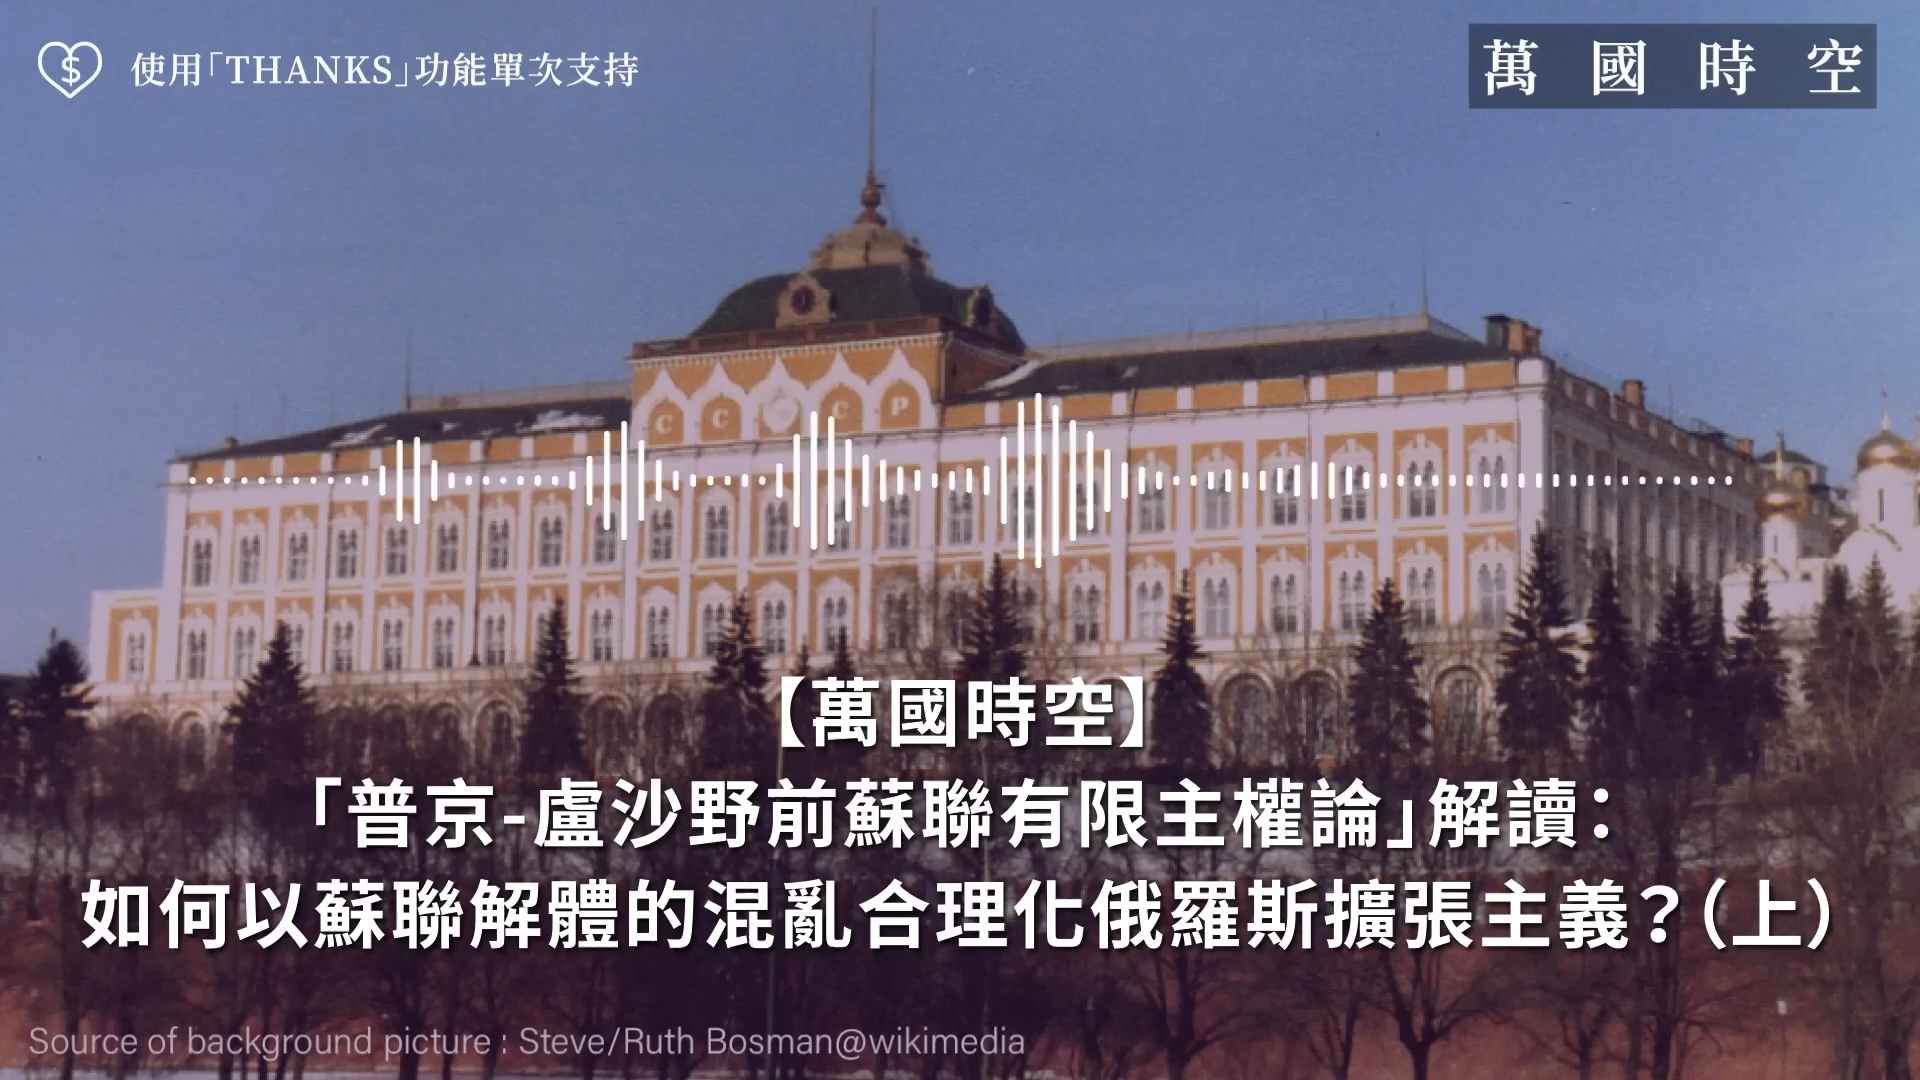 使用「THANKS」功能單次支持
萬國時空
C C C P
【萬國時空】
「普京-盧沙野前蘇聯有限主權論」解讀：
如何以蘇聯解體的混亂合理化俄羅斯擴張主義？（上）
Source of background picture : Steve/Ruth Bosman@wikimedia